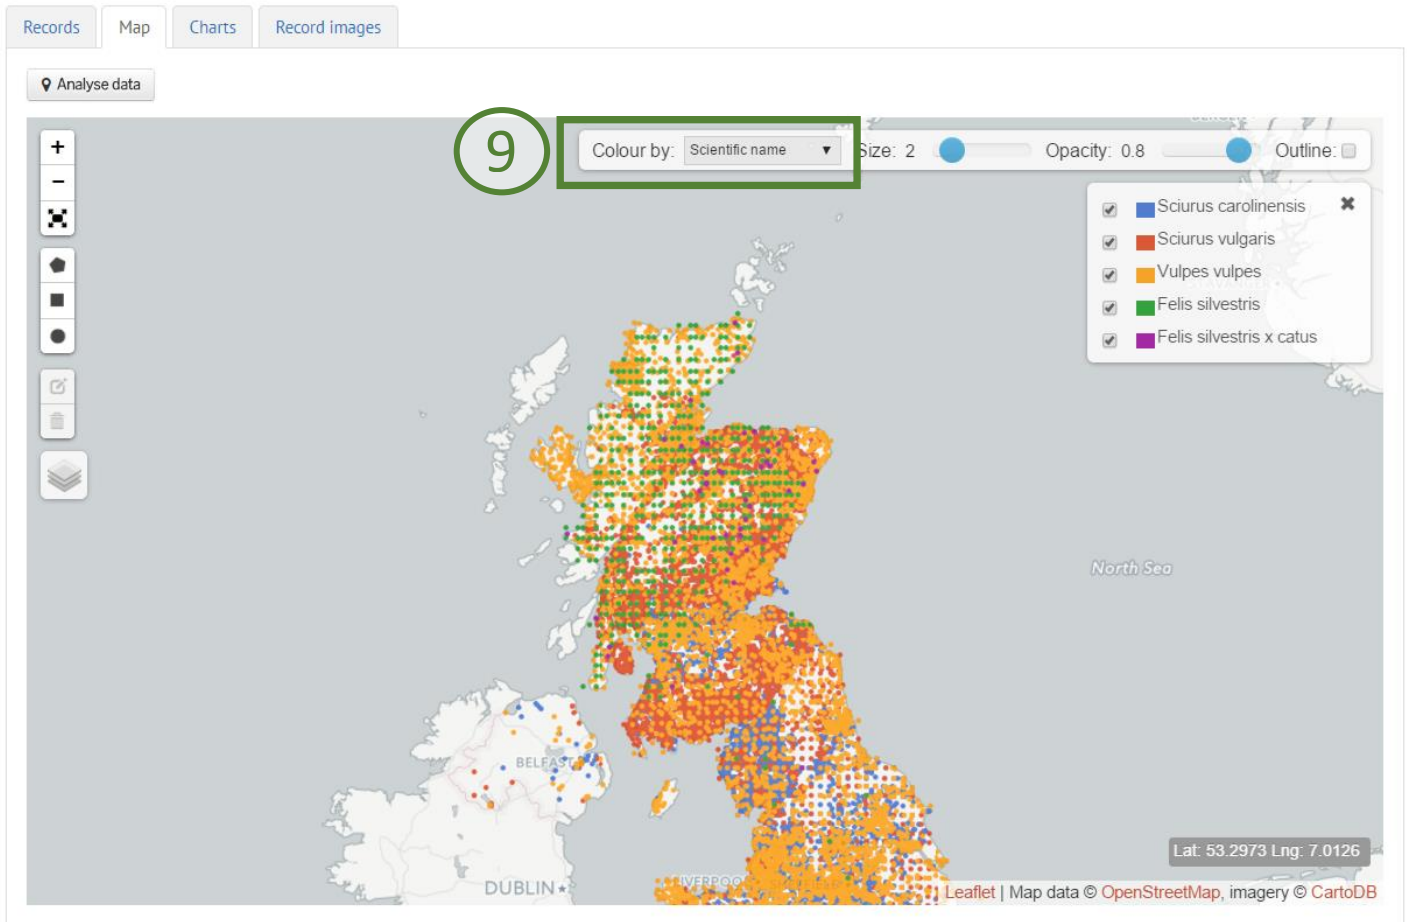 Records Map Charts Record images
Analyse data
9
Colour by: Scientific name Size: 2 Opacity: 0.8 Outline:
Sciurus carolinensis
Sciurus vulgaris
Vulpes vulpes
Felis silvestris
Felis silvestris x catus
North Sea
BELFAST
DUBLIN
Lat: 53.2973 Lng: 7.0126
Leaflet | Map data © OpenStreetMap, imagery © CartoDB